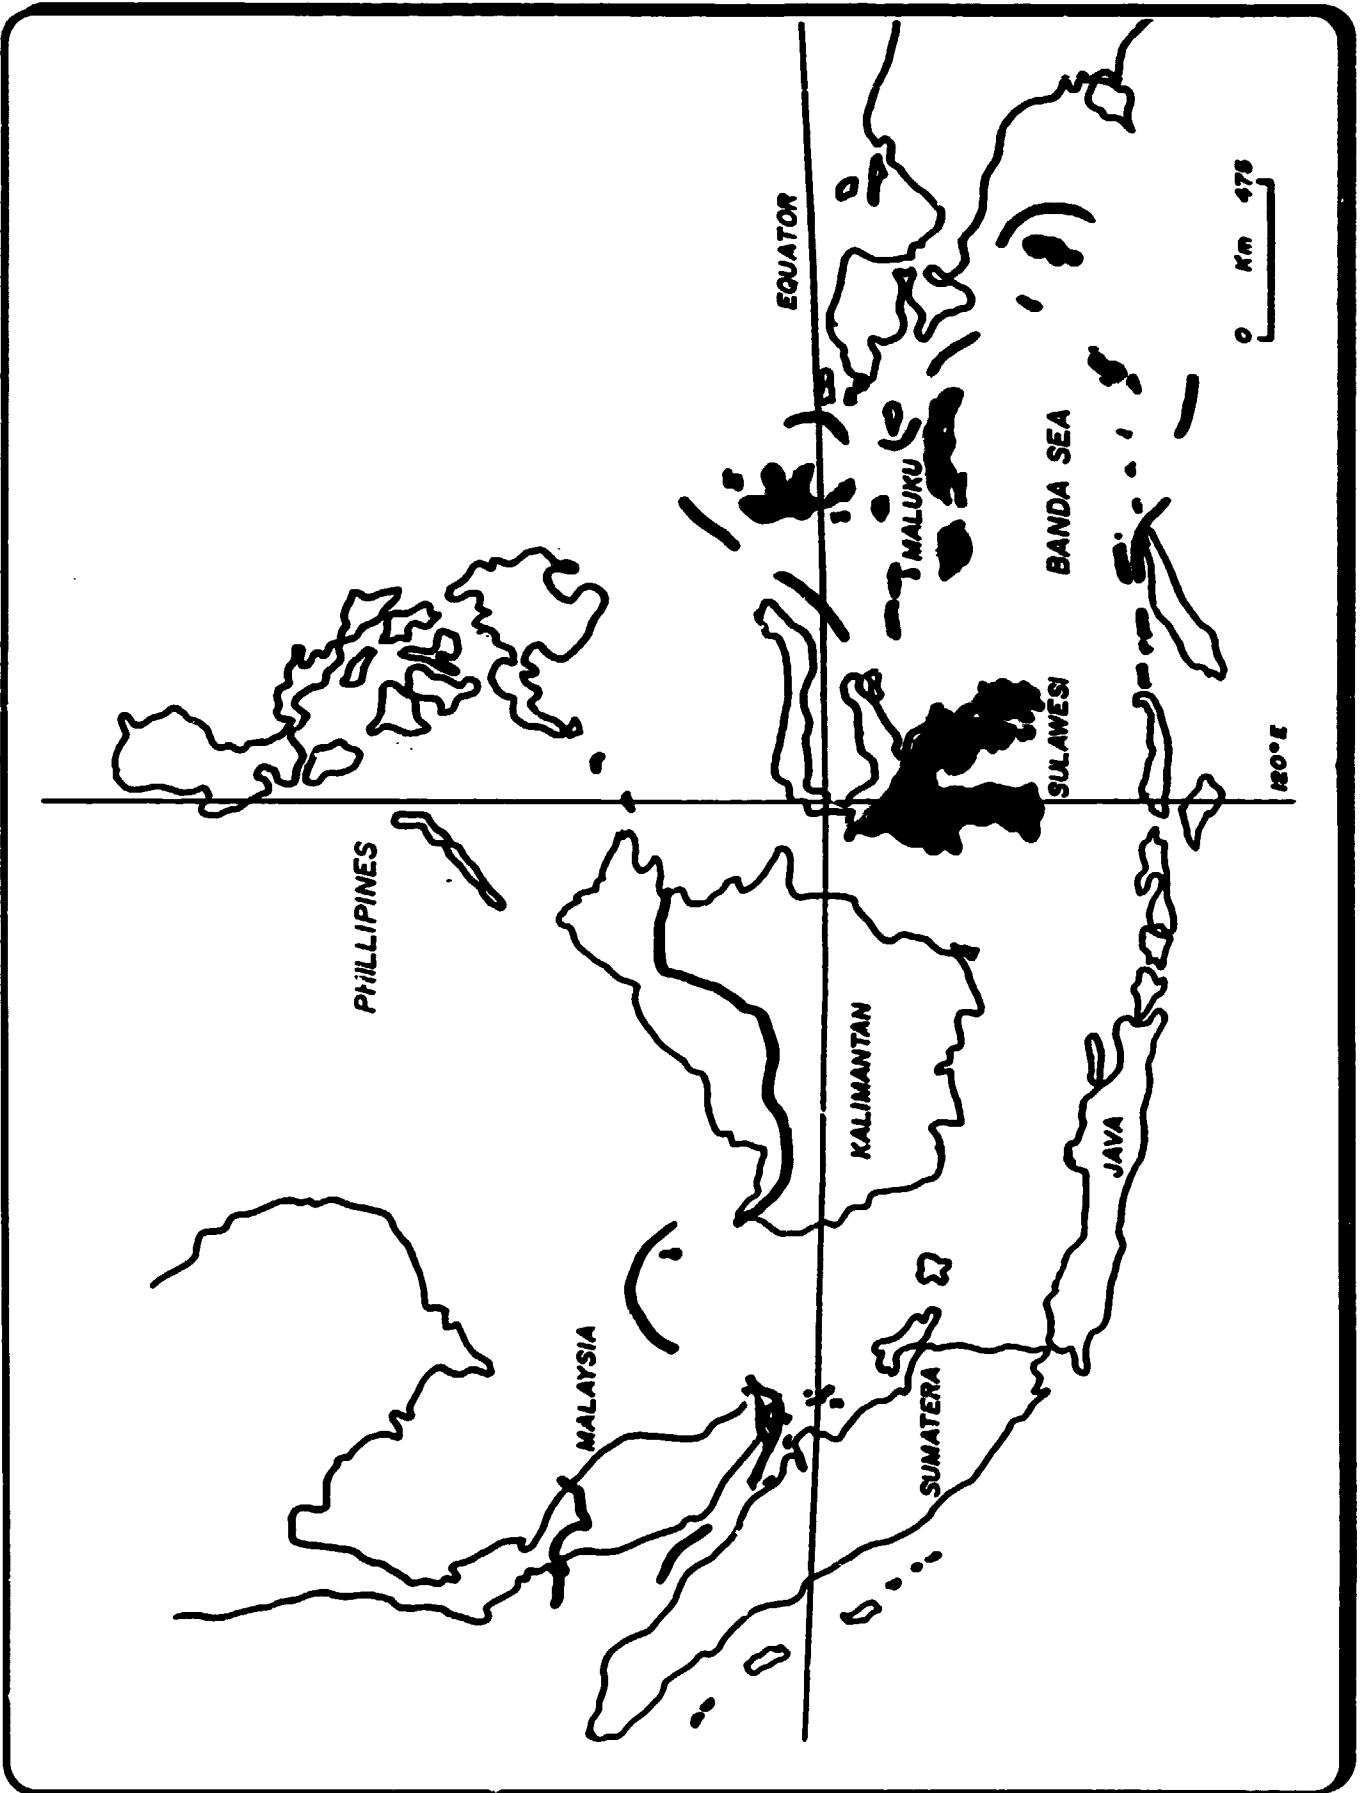 PHILLIPINES
MALAYSIA
EQUATOR
KALIMANTAN
MALUKU
SUMATERA
SULAWESI
BANDA SEA
JAVA
0 Km 475
120°E